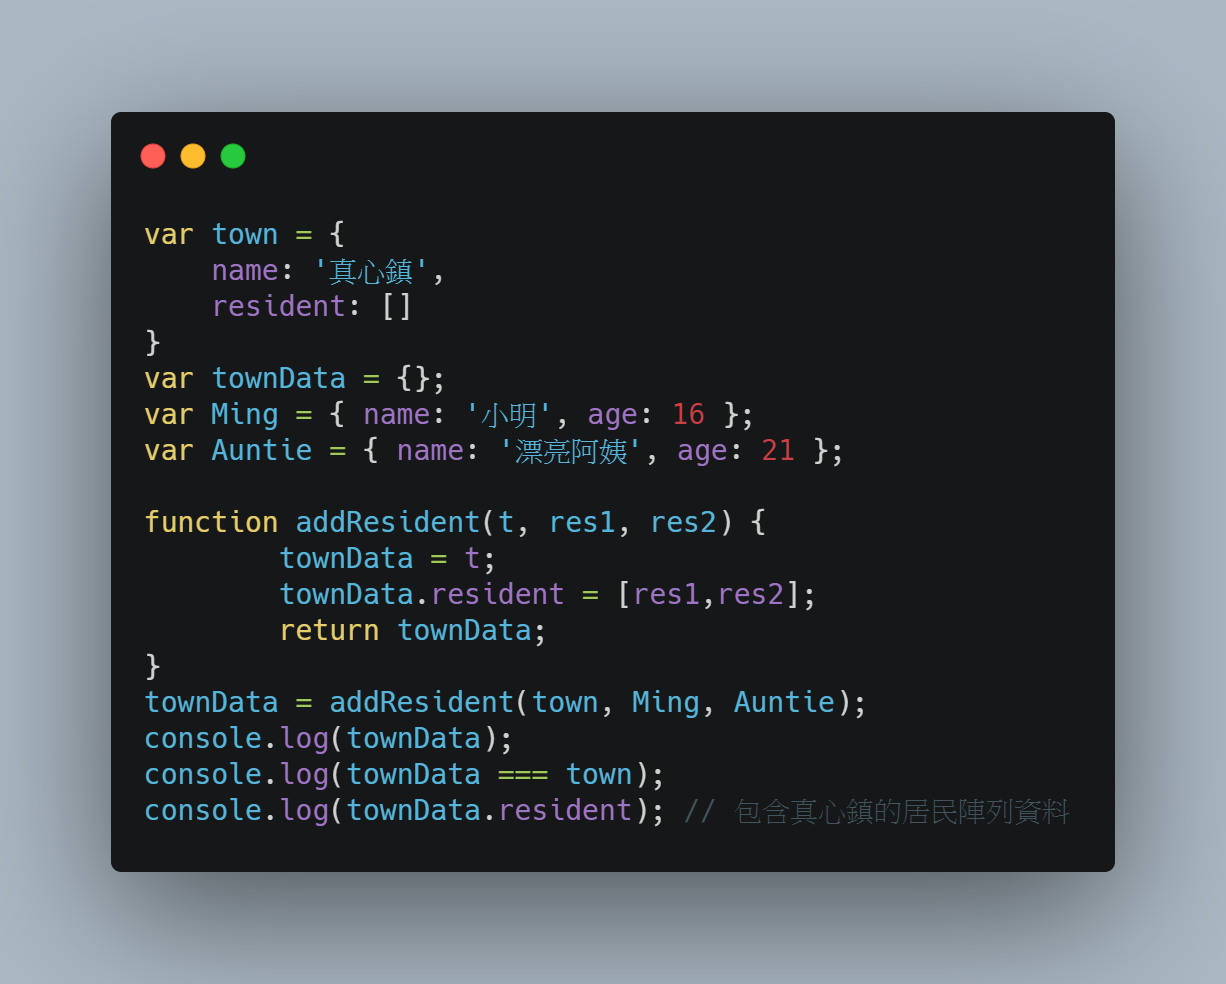 var town = {
    name: '真心鎮',
    resident: []
}
var townData = {};
var Ming = { name: '小明', age: 16 };
var Auntie = { name: '漂亮阿姨', age: 21 };

function addResident(t, res1, res2) {
        townData = t;
        townData.resident = [res1,res2];
        return townData;
}
townData = addResident(town, Ming, Auntie);
console.log(townData);
console.log(townData === town);
console.log(townData.resident); // 包含真心鎮的居民陣列資料